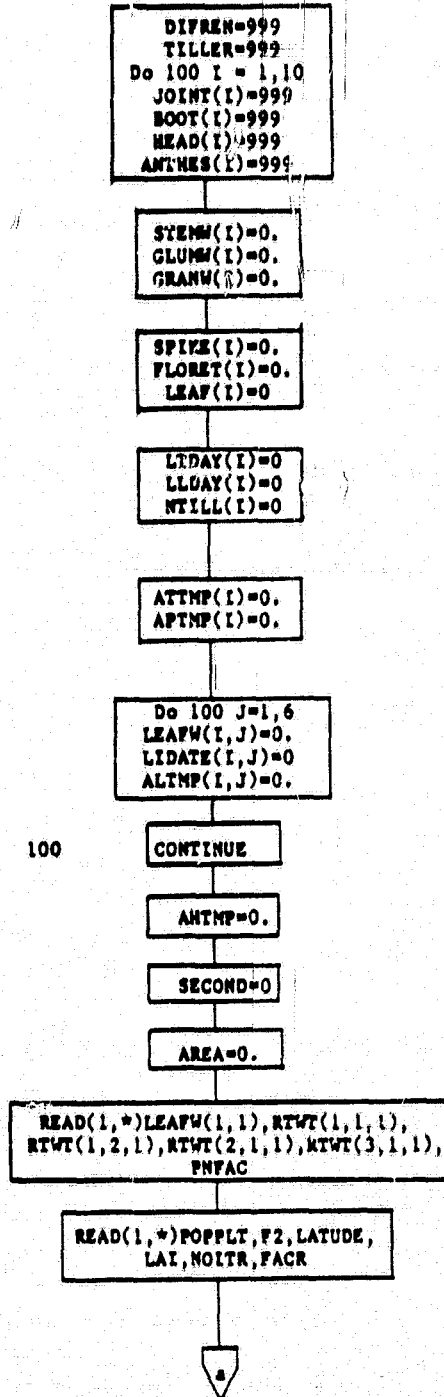 DIFREN=999
TILLER=999
Do 100 I = 1,10
JOINT(I)=999
BOOT(I)=999
HEAD(I)=999
ANTHES(I)=999
STEMW(I)=0.
GLUMW(I)=0.
GRANW(I)=0.
SPIKE(I)=0.
FLORET(I)=0.
LEAF(I)=0
LTDAY(I)=0
LLDAY(I)=0
NTILL(I)=0
ATTMP(I)=0.
APTMP(I)=0.
Do 100 J=1,6
LEAFW(I,J)=0.
LIDATE(I,J)=0
ALTMP(I,J)=0.
100 CONTINUE
AHTMP=0.
SECOND=0
AREA=0.
READ(1,*)LEAFW(1,1),RTWT(1,1,1),
RTWT(1,2,1),RTWT(2,1,1),RTWT(3,1,1),
PNFAC
READ(1,*)POPPLT,F2,LATUDE,
LAI,NOITR,FACR
a